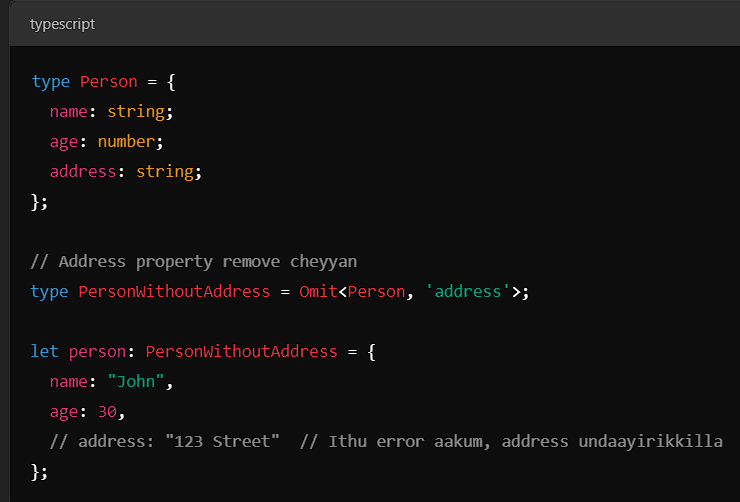 typescript
type Person = {
  name: string;
  age: number;
  address: string;
};
// Address property remove cheyyan
type PersonWithoutAddress = Omit<Person, 'address'>;
let person: PersonWithoutAddress = {
  name: "John",
  age: 30,
  // address: "123 Street"  // Ithu error aakum, address undaayirikkilla
};